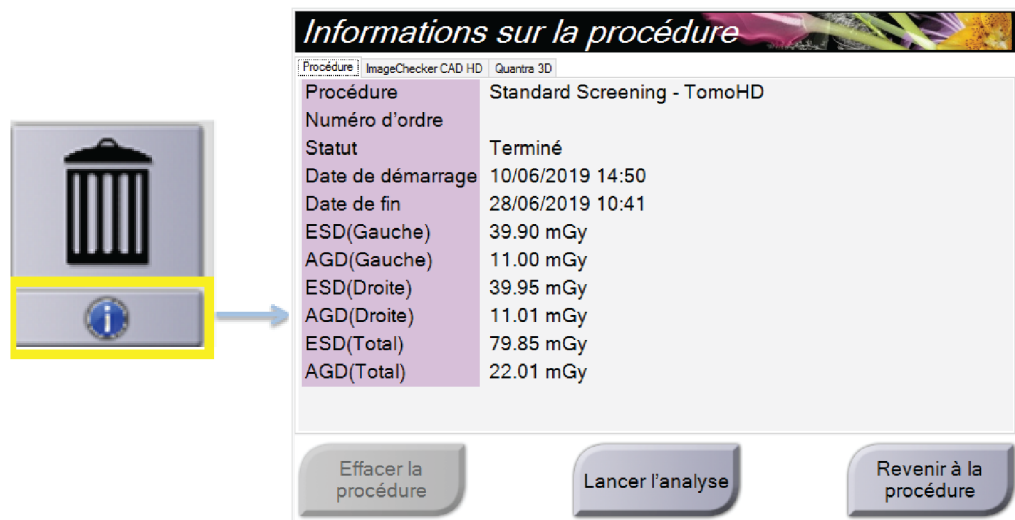 Informations sur la procédure
Procédure ImageChecker CAD HD Quantra 3D
Procédure Standard Screening - TomoHD
Numéro d'ordre
Statut Terminé
Date de démarrage 10/06/2019 14:50
Date de fin 28/06/2019 10:41
ESD(Gauche) 39.90 mGy
AGD(Gauche) 11.00 mGy
ESD(Droite) 39.95 mGy
AGD(Droite) 11.01 mGy
ESD(Total) 79.85 mGy
AGD(Total) 22.01 mGy
Effacer la
procédure
Lancer l'analyse
Revenir à la
procédure